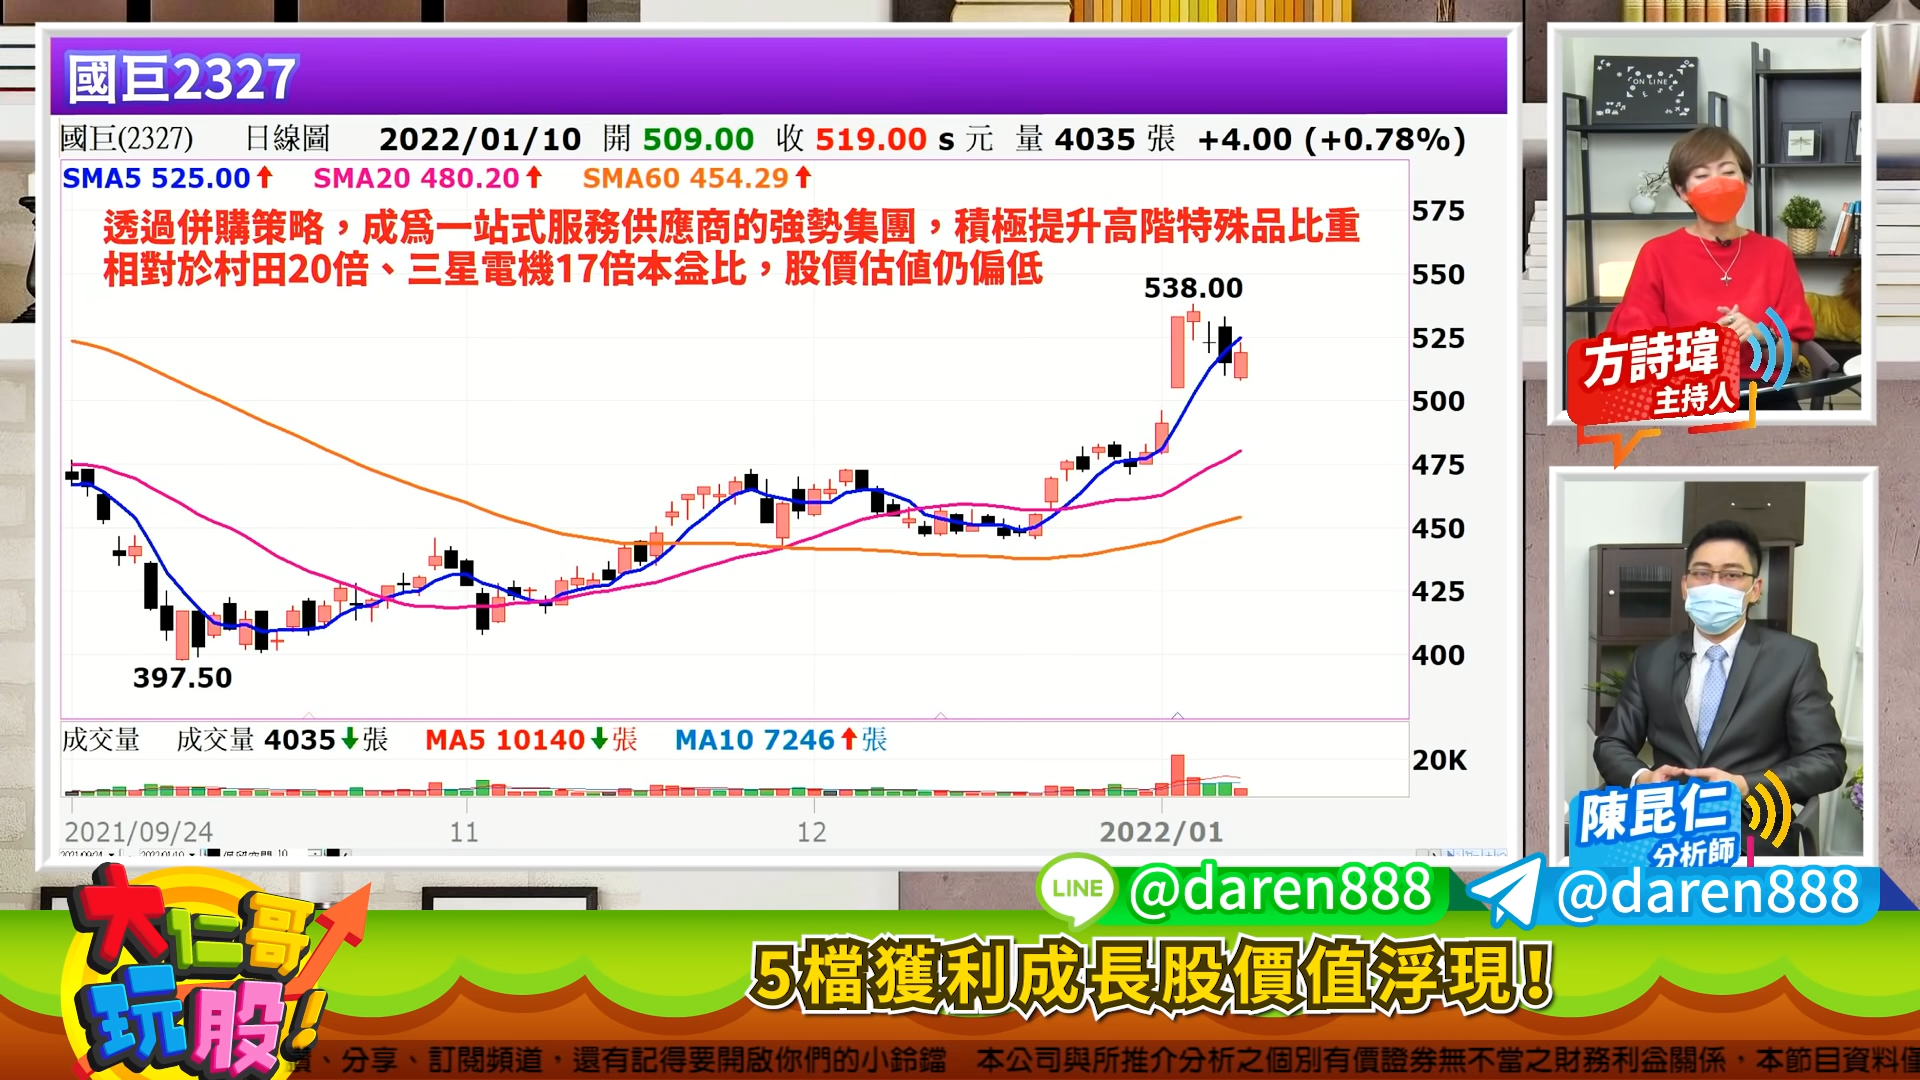 國巨2327
國巨(2327) 日線圖 2022/01/10 開 509.00 收 519.00 s 元 量 4035 張 +4.00 (+0.78%)
SMA5 525.00 SMA20 480.20 SMA60 454.29
透過併購策略，成為一站式服務供應商的強勢集團，積極提升高階特殊品比重
相對於村田20倍、三星電機17倍本益比，股價估值仍偏低
575
550
538.00
525
500
475
450
425
400
397.50
成交量 成交量 4035 張 MA5 10140 張 MA10 7246 張
20K
2021/09/24 11 12 2022/01
ON LINE
方詩瑋
主持人
陳昆仁
分析師
LINE @daren888 @daren888
大仁哥
玩股!
5檔獲利成長股價值浮現!
、分享、訂閱頻道，還有記得要開啟你們的小鈴鐺 本公司與所推介分析之個別有價證券無不當之財務利益關係，本節目資料僅